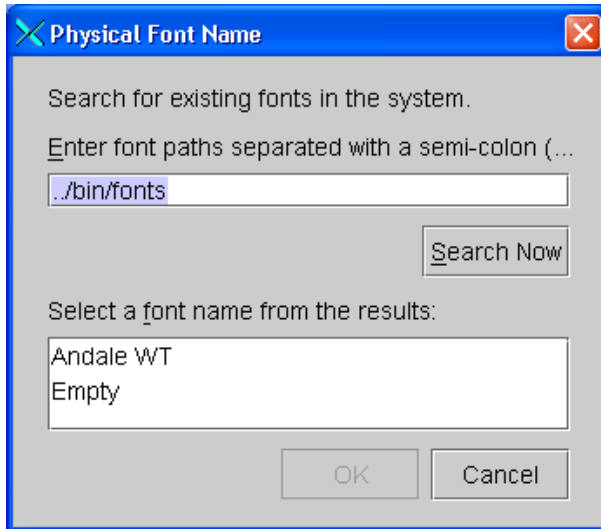 Physical Font Name
Search for existing fonts in the system.
Enter font paths separated with a semi-colon (...
../bin/fonts
Search Now
Select a font name from the results:
Andale WT
Empty
OK
Cancel